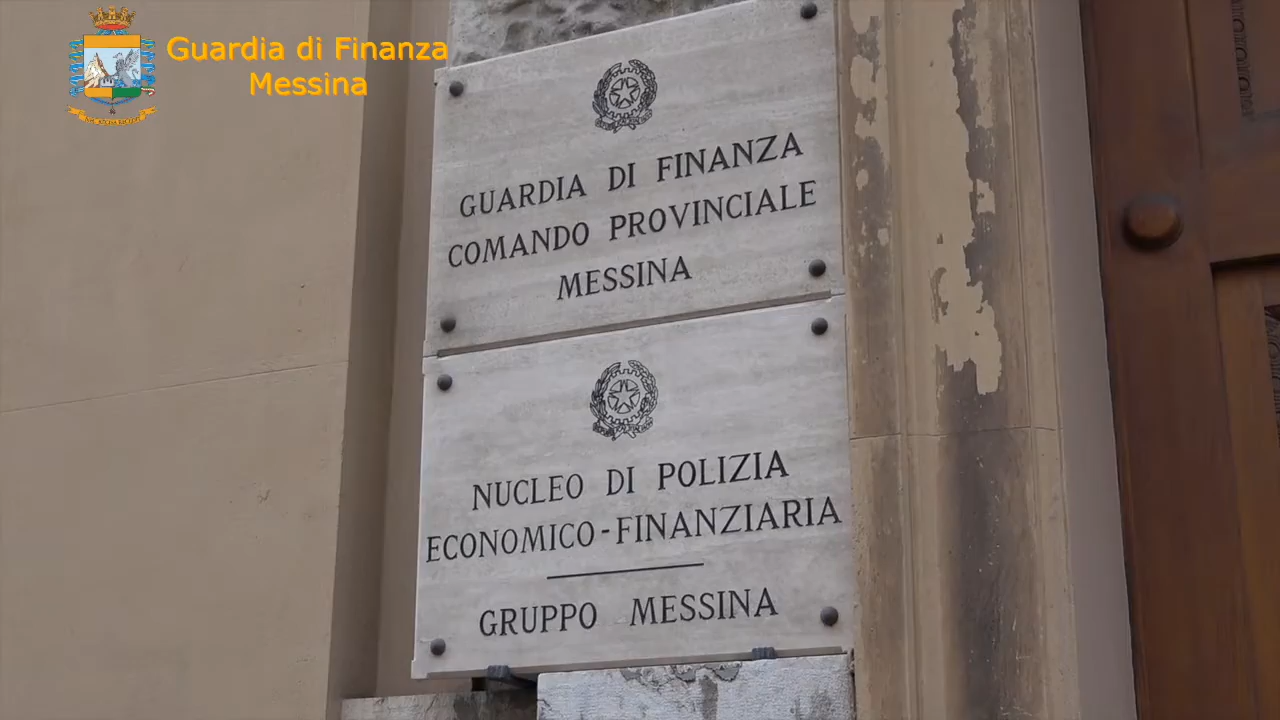 Guardia di Finanza
Messina
GUARDIA DI FINANZA
COMANDO PROVINCIALE
MESSINA
NUCLEO DI POLIZIA
ECONOMICO-FINANZIARIA
GRUPPO MESSINA